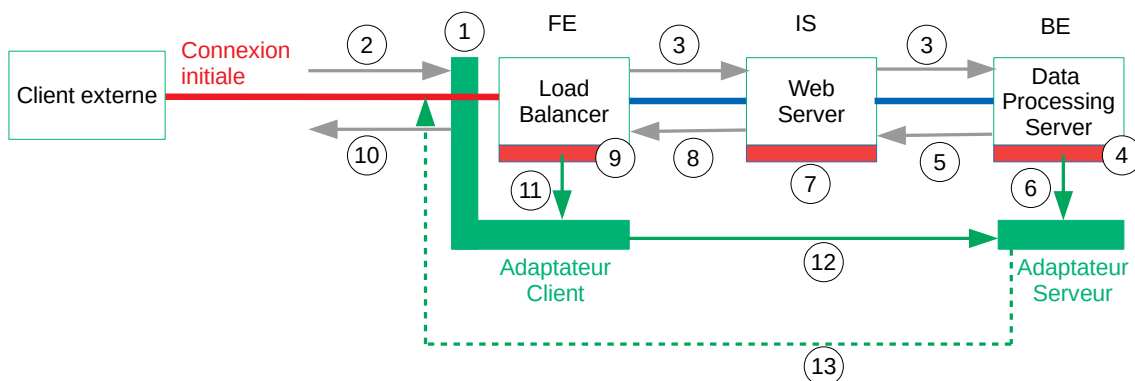 FE
IS
BE
1
2
3
3
Connexion
initiale
Client externe
Load
Balancer
Web
Server
Data
Processing
Server
10
9
8
7
5
4
11
6
12
Adaptateur
Client
Adaptateur
Serveur
13